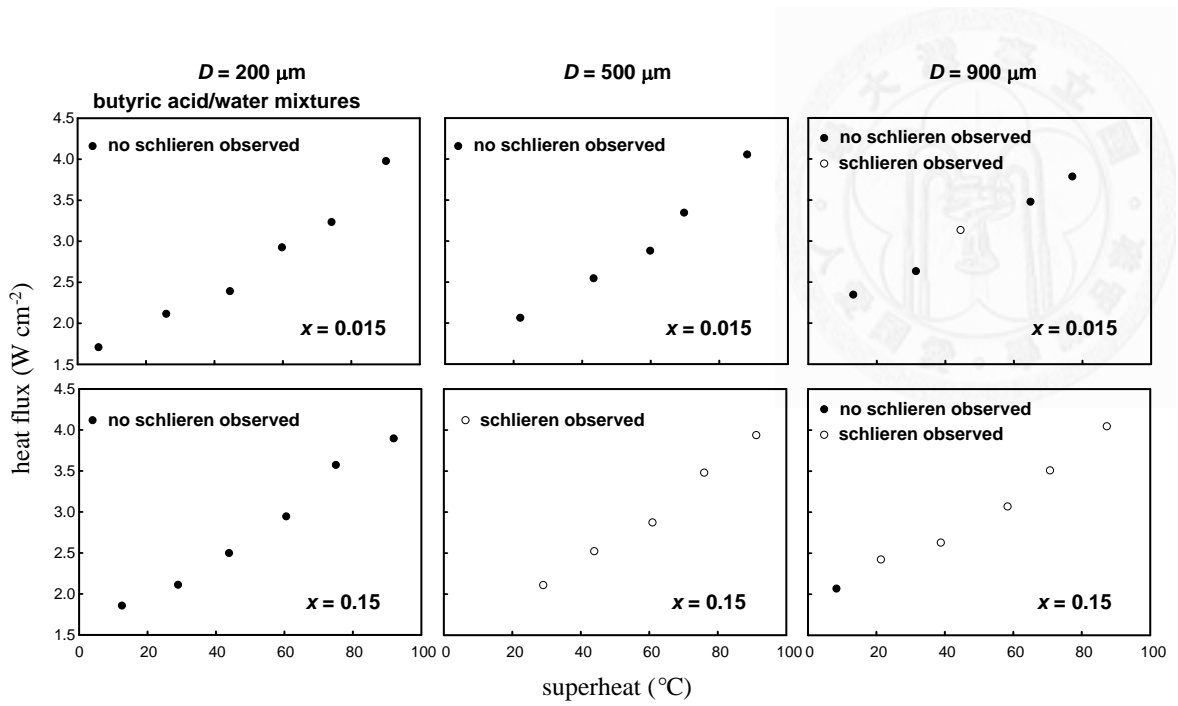 D = 200 μm
D = 500 μm
D = 900 μm
butyric acid/water mixtures
4.5
4.0
3.5
3.0
2.5
2.0
1.5
no schlieren observed
x = 0.015
no schlieren observed
x = 0.015
no schlieren observed
schlieren observed
x = 0.015
heat flux (W cm⁻²)
4.5
4.0
3.5
3.0
2.5
2.0
1.5
no schlieren observed
x = 0.15
schlieren observed
x = 0.15
no schlieren observed
schlieren observed
x = 0.15
0 20 40 60 80 100
0 20 40 60 80 100
0 20 40 60 80 100
superheat (°C)